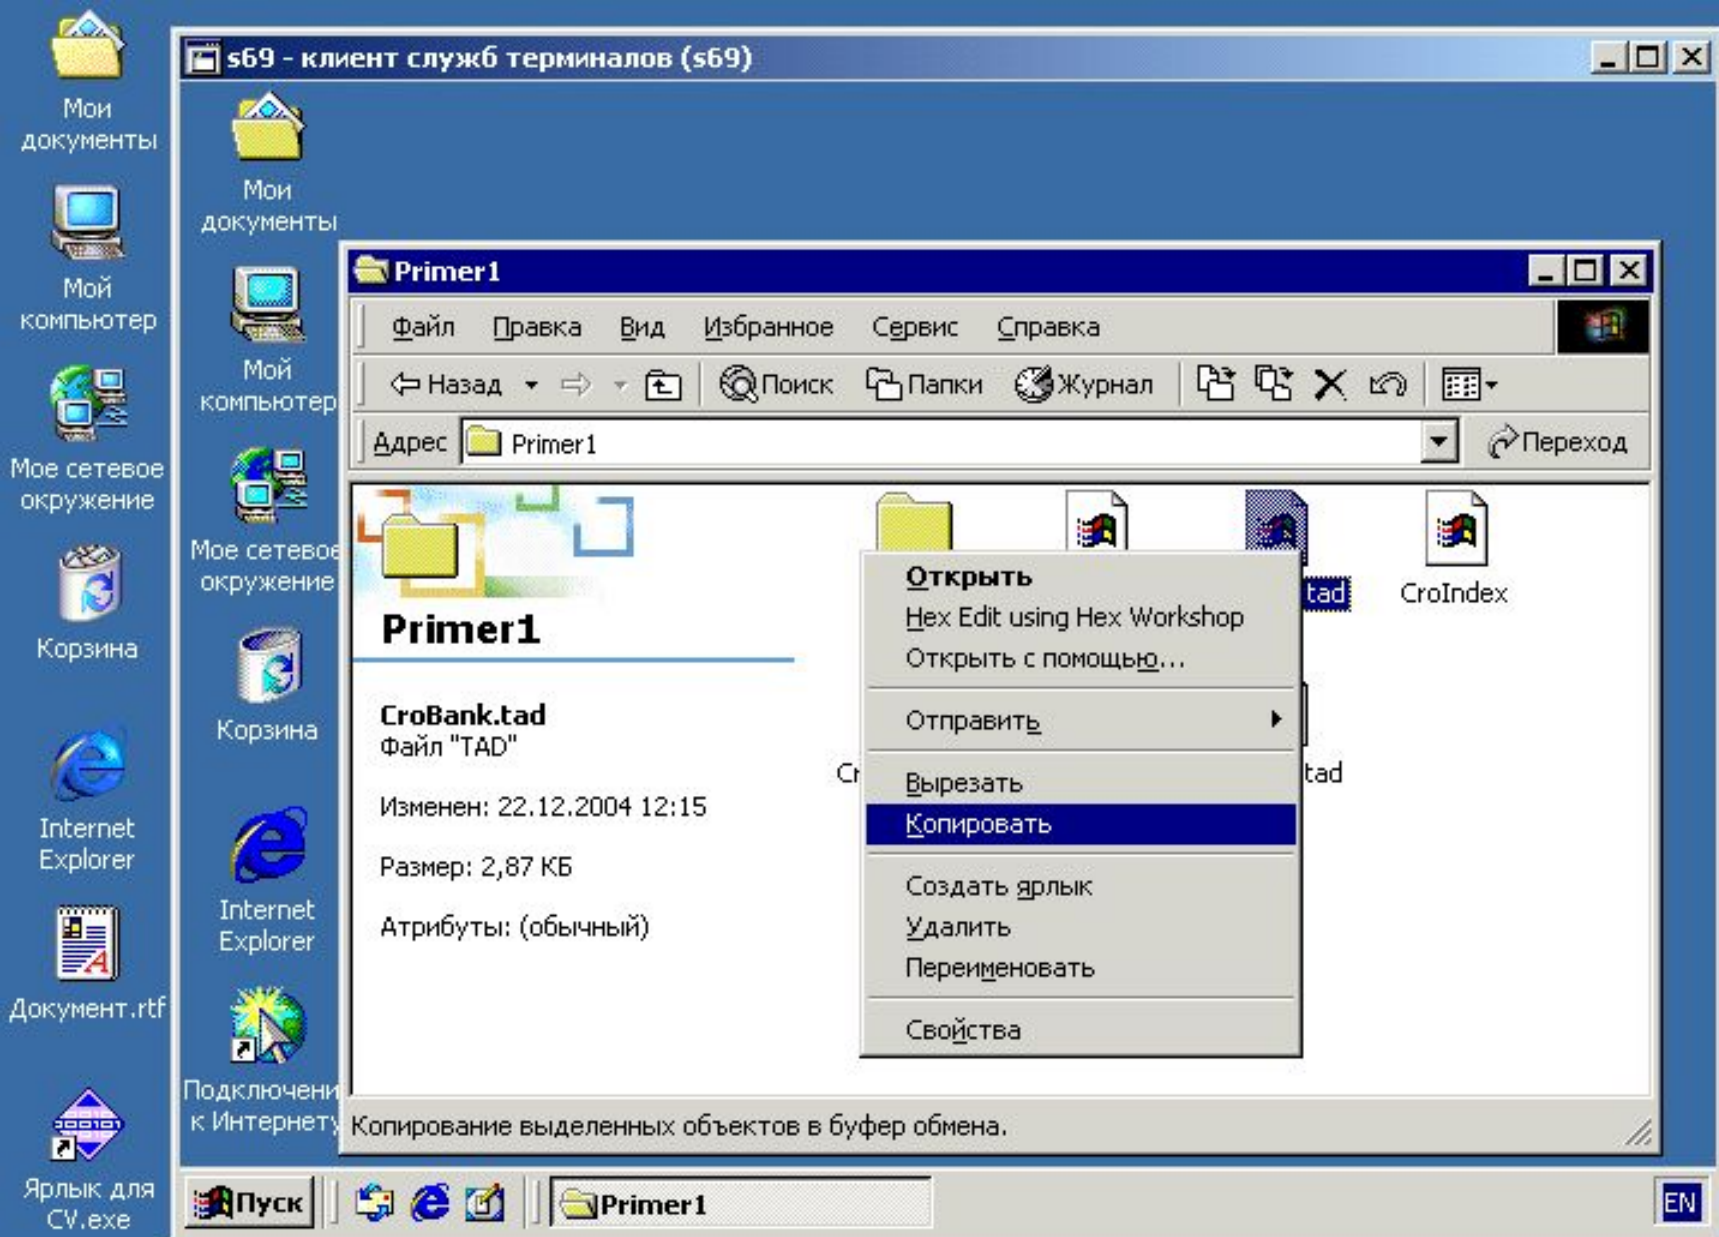 Мои
документы
Мой
компьютер
Мое сетевое
окружение
Корзина
Internet
Explorer
Документ.rtf
Ярлык для
CV.exe
s69 - клиент служб терминалов (s69)
Мои
документы
Мой
компьютер
Мое сетевое
окружение
Корзина
Internet
Explorer
Подключени
к Интернету
Primer1
Файл Правка Вид Избранное Сервис Справка
Назад Поиск Папки Журнал
Адрес Primer1 Переход
Primer1
CroBank.tad
Файл "TAD"
Изменен: 22.12.2004 12:15
Размер: 2,87 КБ
Атрибуты: (обычный)
tad
CroIndex
tad
Открыть
Hex Edit using Hex Workshop
Открыть с помощью...
Отправить
Вырезать
Копировать
Создать ярлык
Удалить
Переименовать
Свойства
Копирование выделенных объектов в буфер обмена.
Пуск Primer1 EN